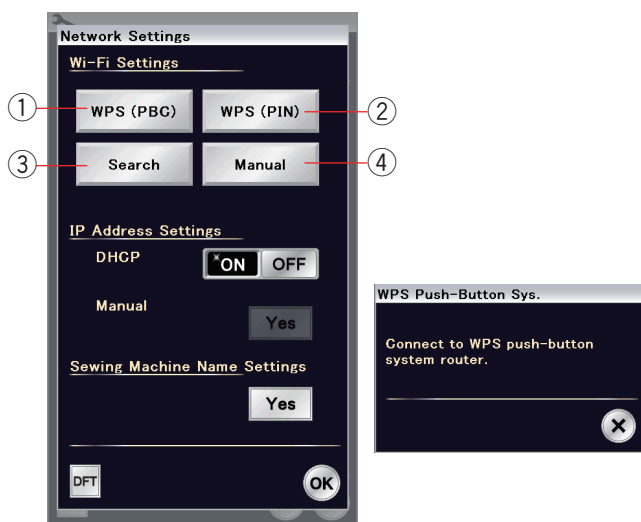 Network Settings
Wi-Fi Settings
① WPS (PBC) WPS (PIN) ②
③ Search Manual ④
IP Address Settings
DHCP ON OFF
Manual
Yes
Sewing Machine Name Settings
Yes
DFT OK
WPS Push-Button Sys.
Connect to WPS push-button
system router.